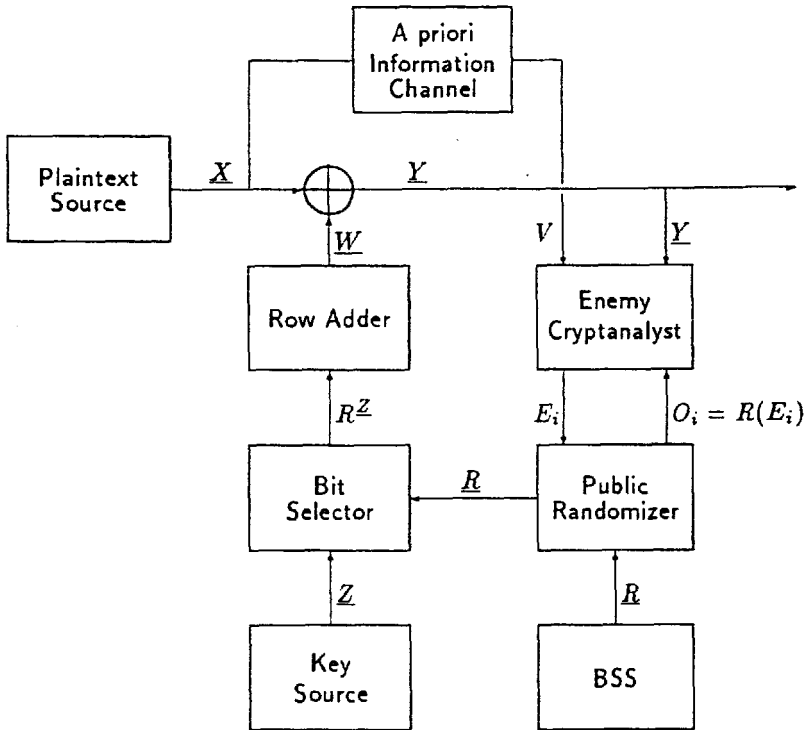 A priori
Information
Channel
Plaintext
Source
X
Y
W
V
Y
Row Adder
Enemy
Cryptanalyst
R^Z
E_i
O_i = R(E_i)
Bit
Selector
R
Public
Randomizer
Z
R
Key
Source
BSS